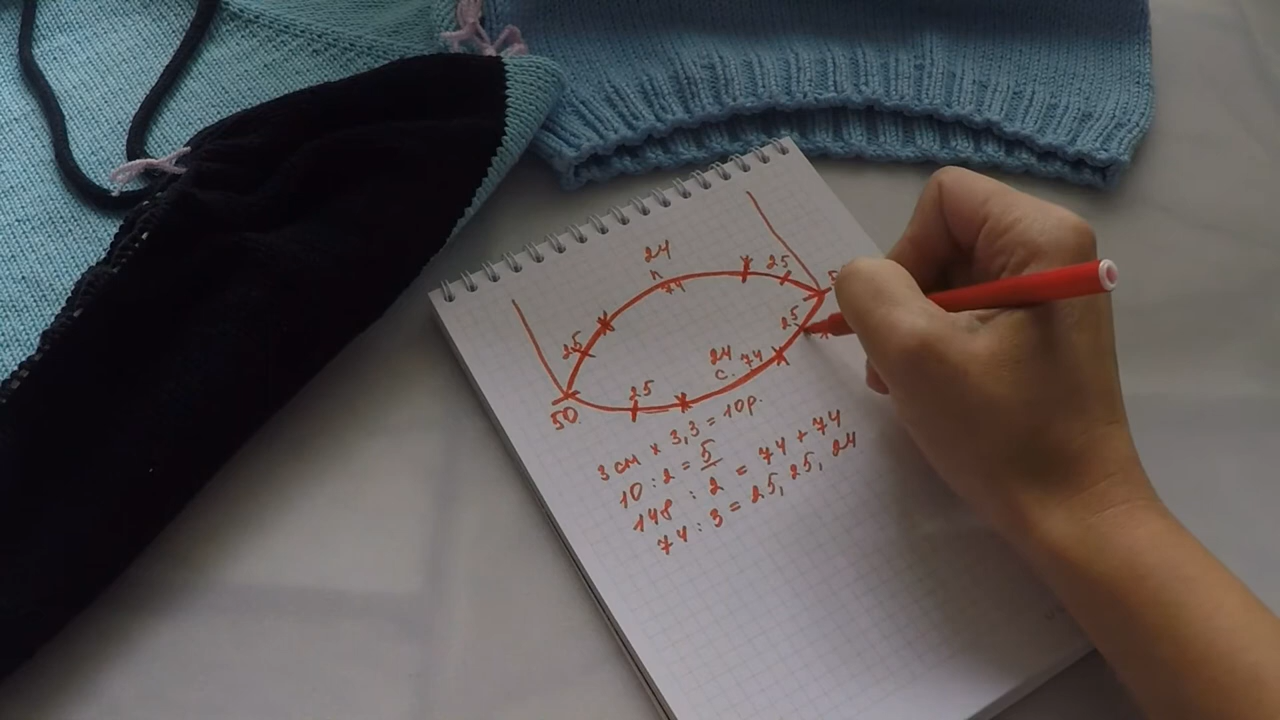 24
п
74
25
25
25
24
с. 74
25
50.
3 см × 3,3 = 10р.
10 : 2 = 5
148 : 2 = 74 + 74
74 : 3 = 25, 25, 24